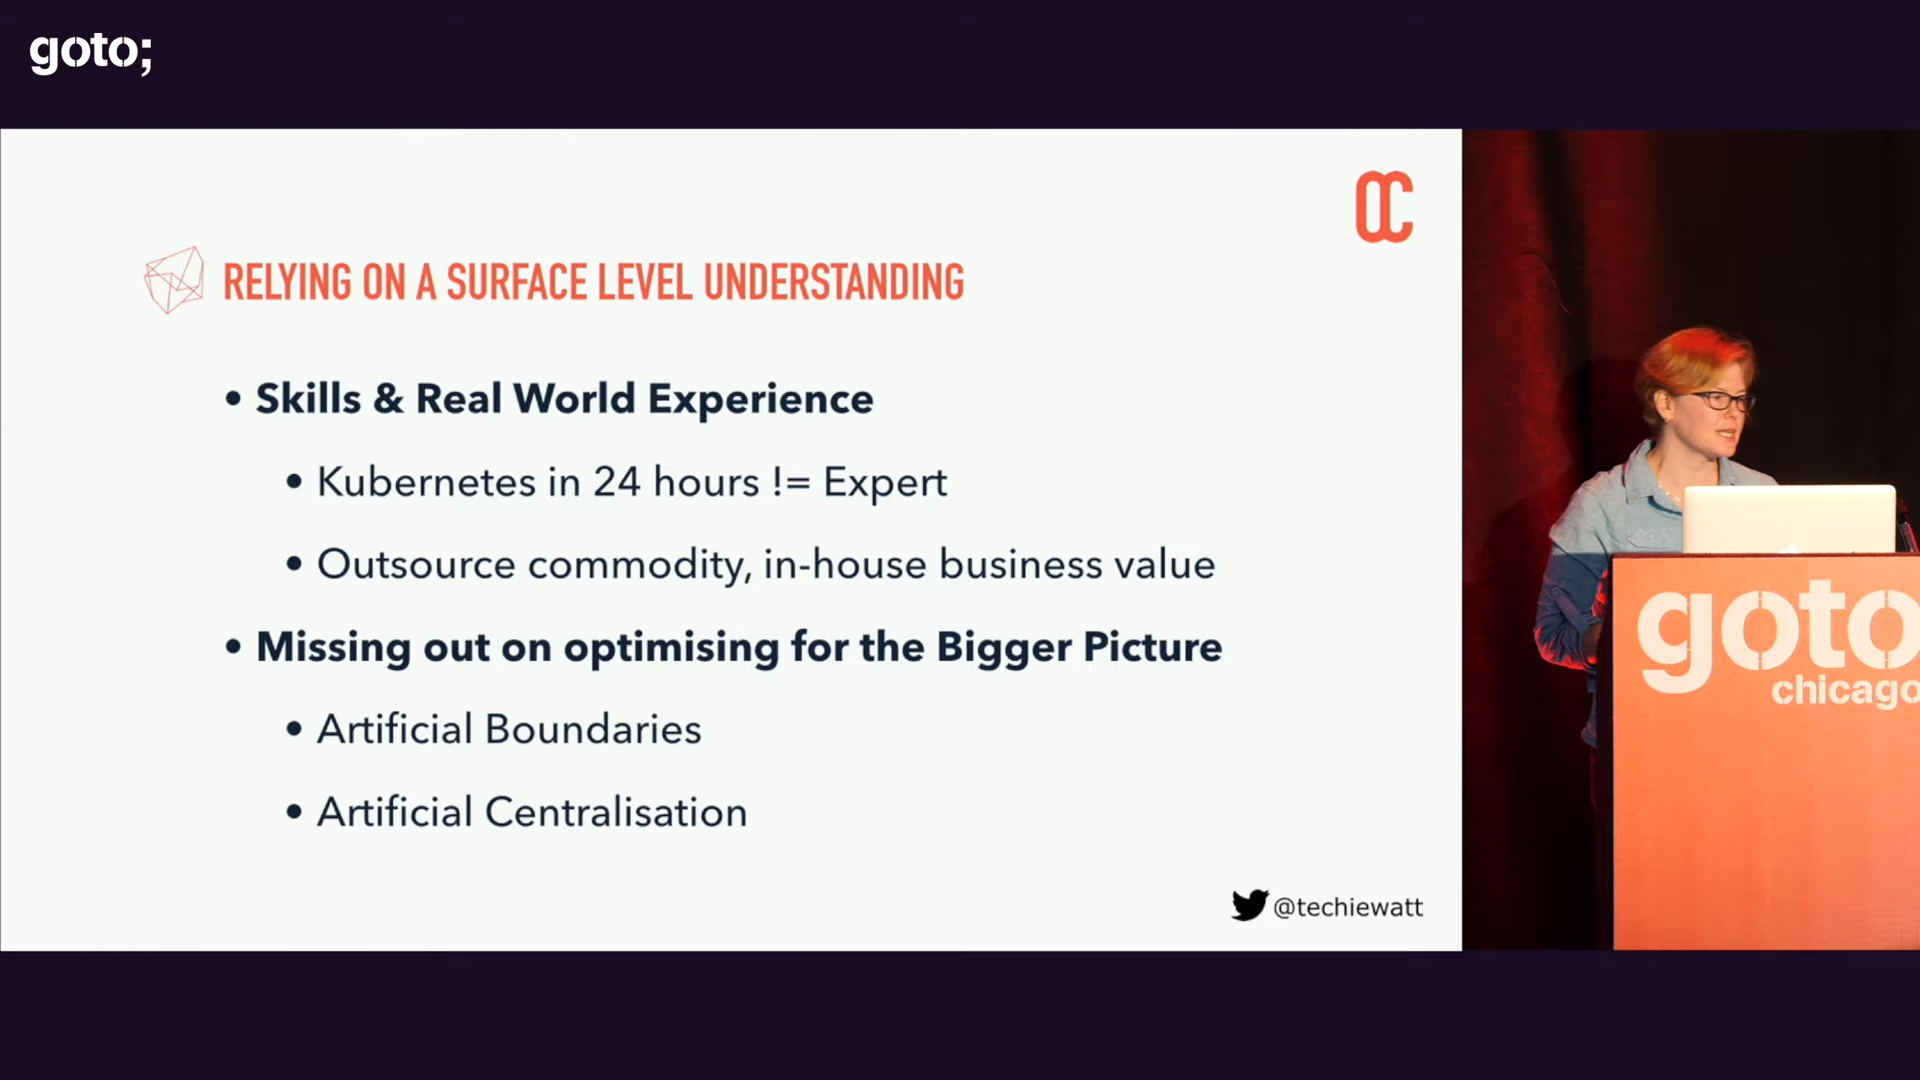 goto;
RELYING ON A SURFACE LEVEL UNDERSTANDING
• Skills & Real World Experience
• Kubernetes in 24 hours != Expert
• Outsource commodity, in-house business value
• Missing out on optimising for the Bigger Picture
• Artificial Boundaries
• Artificial Centralisation
@techiewatt
goto
chicago